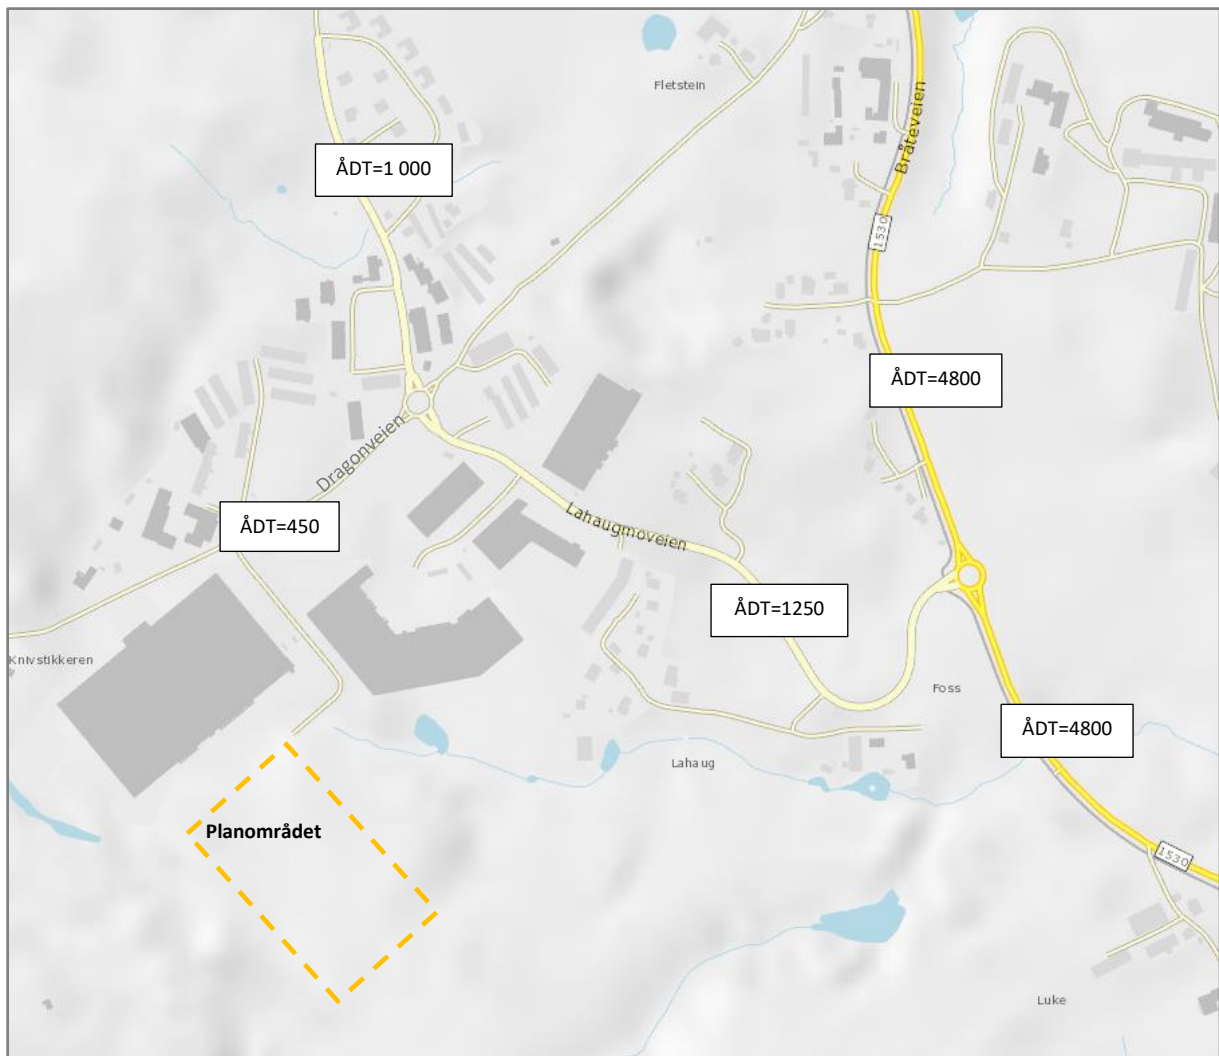 Fletstein
Bråteveien
ÅDT=1 000
1530
ÅDT=4800
Dragonveien
ÅDT=450
Lahaugmoveien
ÅDT=1250
Knivstikkeren
Foss
ÅDT=4800
Lahaug
Planområdet
1530
Luke